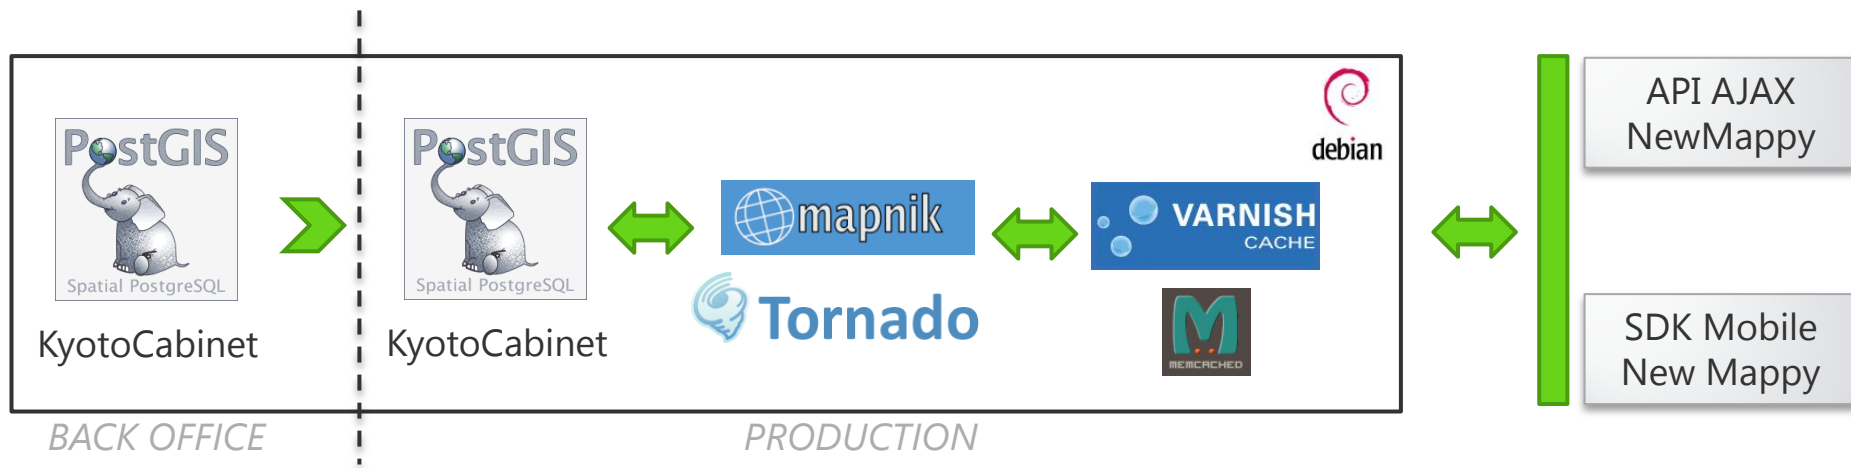 PostGIS
Spatial PostgreSQL
KyotoCabinet
BACK OFFICE
PostGIS
Spatial PostgreSQL
KyotoCabinet
mapnik
Tornado
VARNISH
CACHE
MEMCACHED
debian
PRODUCTION
API AJAX
NewMappy
SDK Mobile
New Mappy